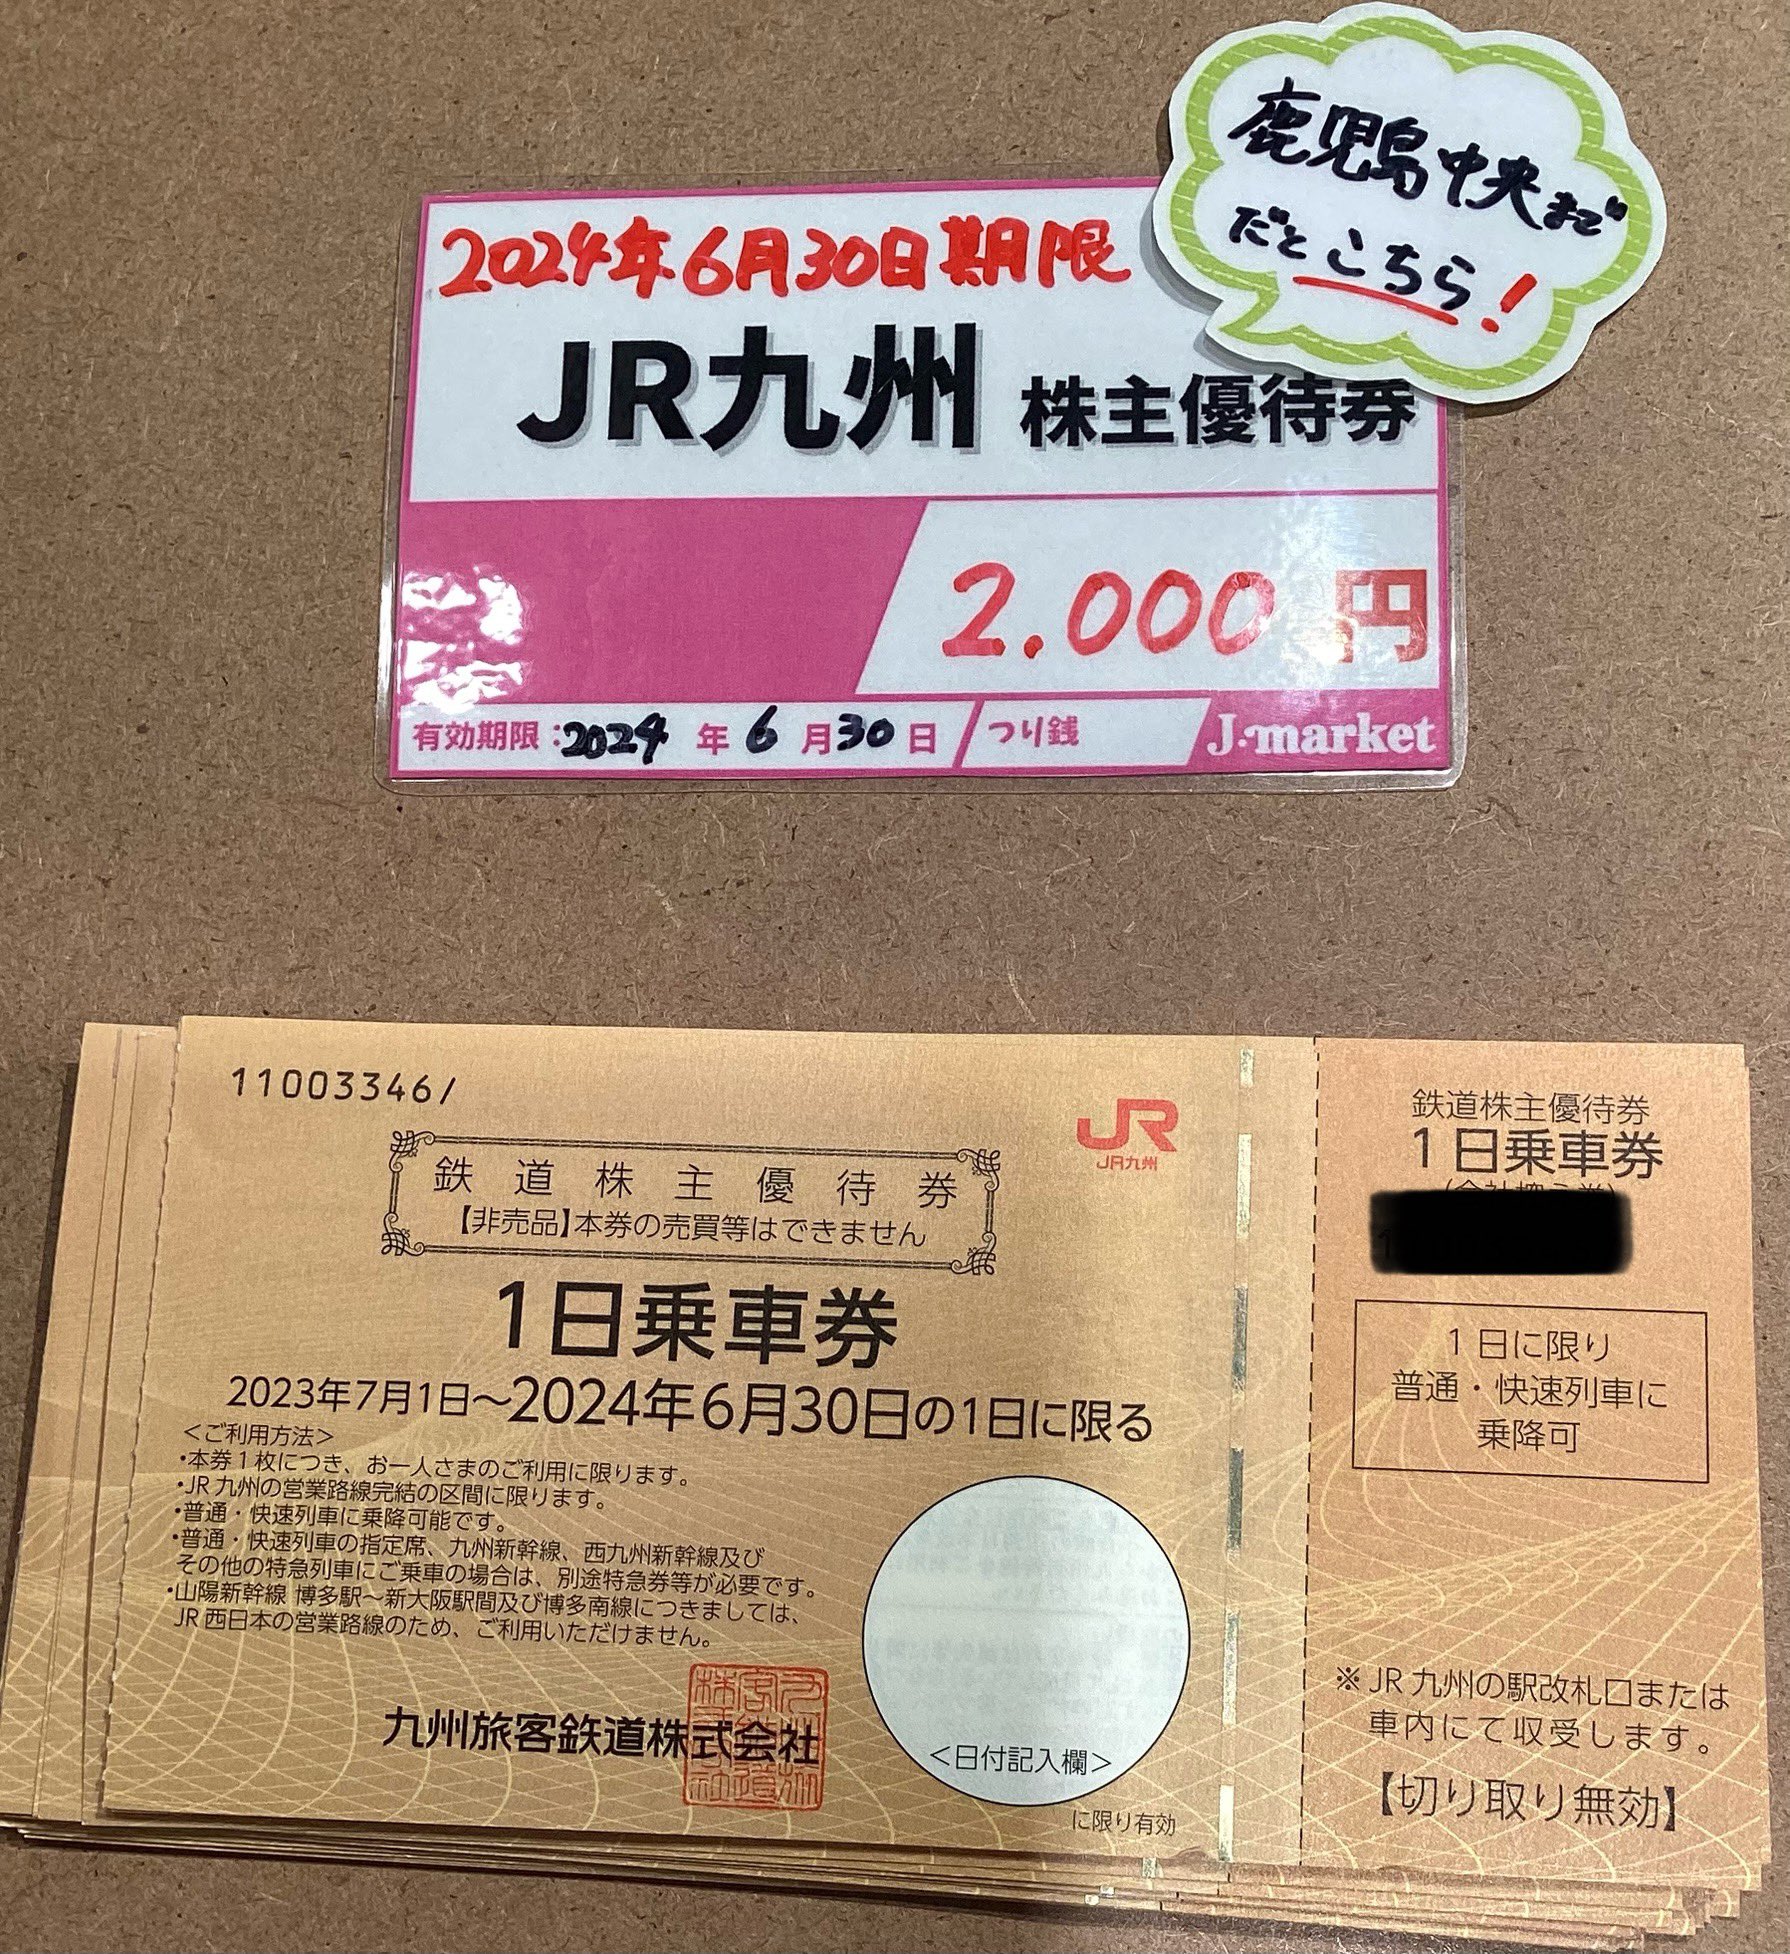 鹿児島中央まで
だとこちら!
2024年6月30日期限
JR九州 株主優待券
2.000 円
有効期限:2024 年 6 月30 日
つり銭
J・market
11003346/
JR
JR九州
鉄道株主優待券
【非売品】本券の売買等はできません
1日乗車券
2023年7月1日~2024年6月30日の1日に限る
<ご利用方法>
・本券1枚につき、お一人さまのご利用に限ります。
・JR九州の営業路線完結の区間に限ります。
・普通・快速列車に乗降可能です。
・普通・快速列車の指定席、九州新幹線、西九州新幹線及び
その他の特急列車にご乗車の場合は、別途特急券等が必要です。
・山陽新幹線 博多駅~新大阪駅間及び博多南線につきましては、
JR西日本の営業路線のため、ご利用いただけません。
九州旅客鉄道株式会社
<日付記入欄>
に限り有効
鉄道株主優待券
1日乗車券
1日に限り
普通・快速列車に
乗降可
※JR九州の駅改札口または
車内にて収受します。
【切り取り無効】